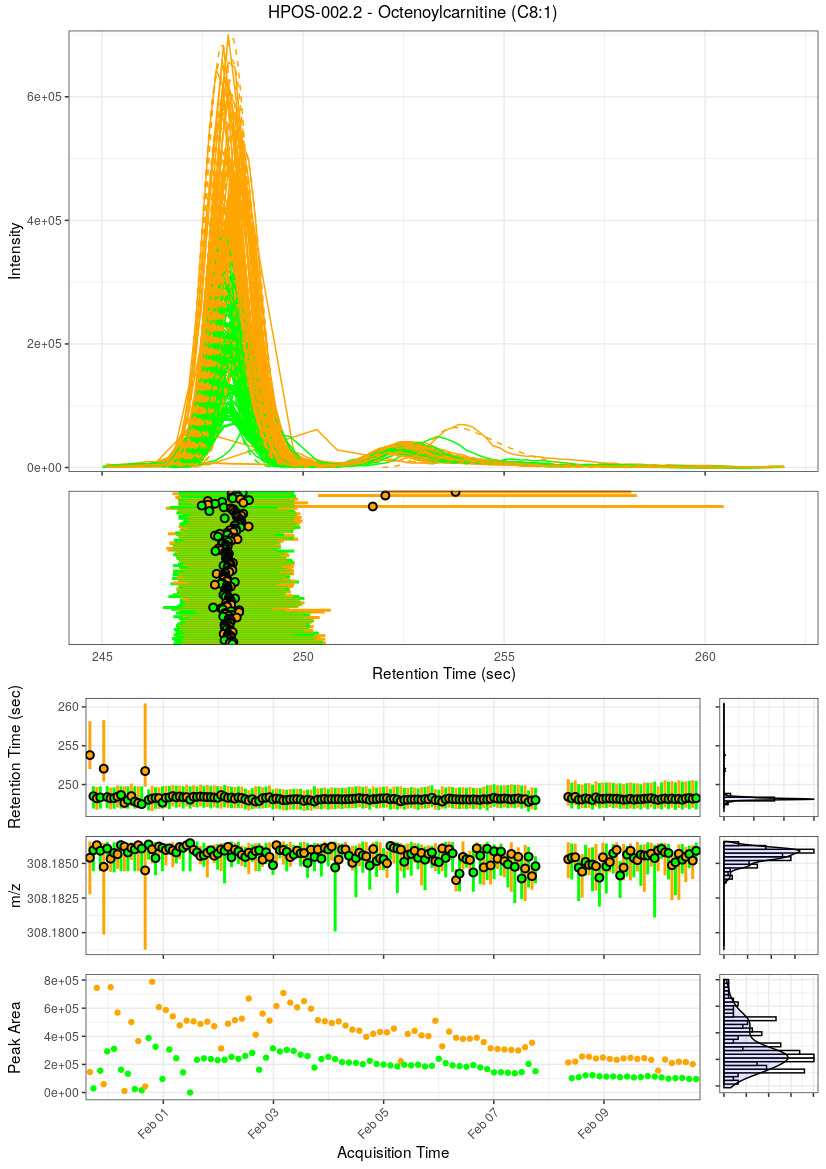 HPOS-002.2 - Octenoylcarnitine (C8:1)
6e+05
4e+05
2e+05
0e+00
Intensity
245
250
255
260
Retention Time (sec)
260
255
250
Retention Time (sec)
308.1850
308.1825
308.1800
m/z
8e+05
6e+05
4e+05
2e+05
0e+00
Peak Area
Feb 01
Feb 03
Feb 05
Feb 07
Feb 09
Acquisition Time